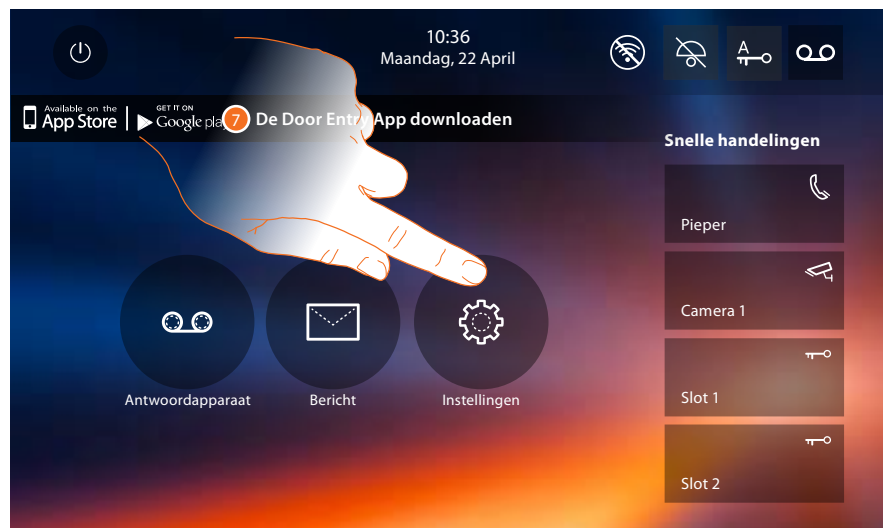 10:36
Maandag, 22 April
A
Available on the
App Store
GET IT ON
Google pla
7 De Door Entry App downloaden
Snelle handelingen
Pieper
Camera 1
Slot 1
Slot 2
Antwoordapparaat
Bericht
Instellingen